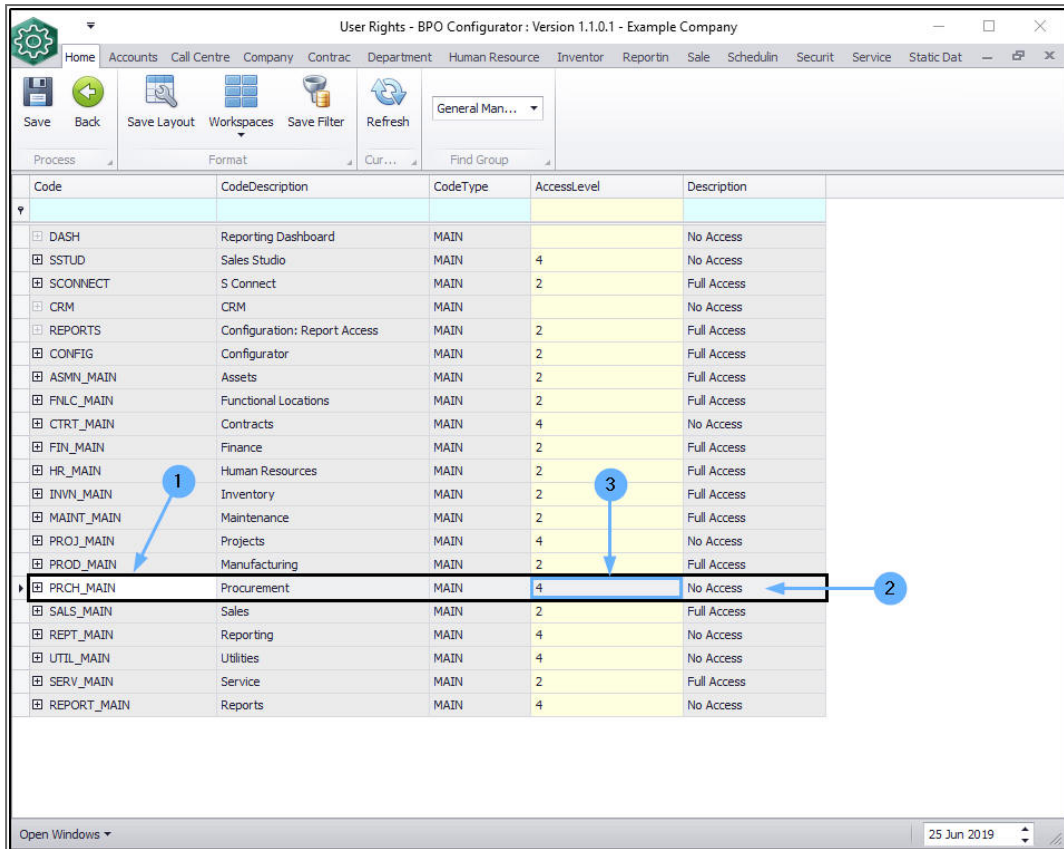 User Rights - BPO Configurator : Version 1.1.0.1 - Example Company
Home Accounts Call Centre Company Contrac Department Human Resource Inventor Reportin Sale Schedulin Securit Service Static Dat
General Man...
Save Back Save Layout Workspaces Save Filter Refresh
Process Format Cur... Find Group
Code CodeDescription CodeType AccessLevel Description
DASH Reporting Dashboard MAIN No Access
SSTUD Sales Studio MAIN 4 No Access
SCONNECT S Connect MAIN 2 Full Access
CRM CRM MAIN No Access
REPORTS Configuration: Report Access MAIN 2 Full Access
CONFIG Configurator MAIN 2 Full Access
ASMN_MAIN Assets MAIN 2 Full Access
FNLC_MAIN Functional Locations MAIN 2 Full Access
CTRT_MAIN Contracts MAIN 4 No Access
FIN_MAIN Finance MAIN 2 Full Access
HR_MAIN Human Resources MAIN 2 Full Access
1 3
INVN_MAIN Inventory MAIN 2 Full Access
MAINT_MAIN Maintenance MAIN 2 Full Access
PROJ_MAIN Projects MAIN 4 No Access
PROD_MAIN Manufacturing MAIN 2 Full Access
PRCH_MAIN Procurement MAIN 4 No Access 2
SALS_MAIN Sales MAIN 2 Full Access
REPT_MAIN Reporting MAIN 4 No Access
UTIL_MAIN Utilities MAIN 4 No Access
SERV_MAIN Service MAIN 2 Full Access
REPORT_MAIN Reports MAIN 4 No Access
Open Windows 25 Jun 2019